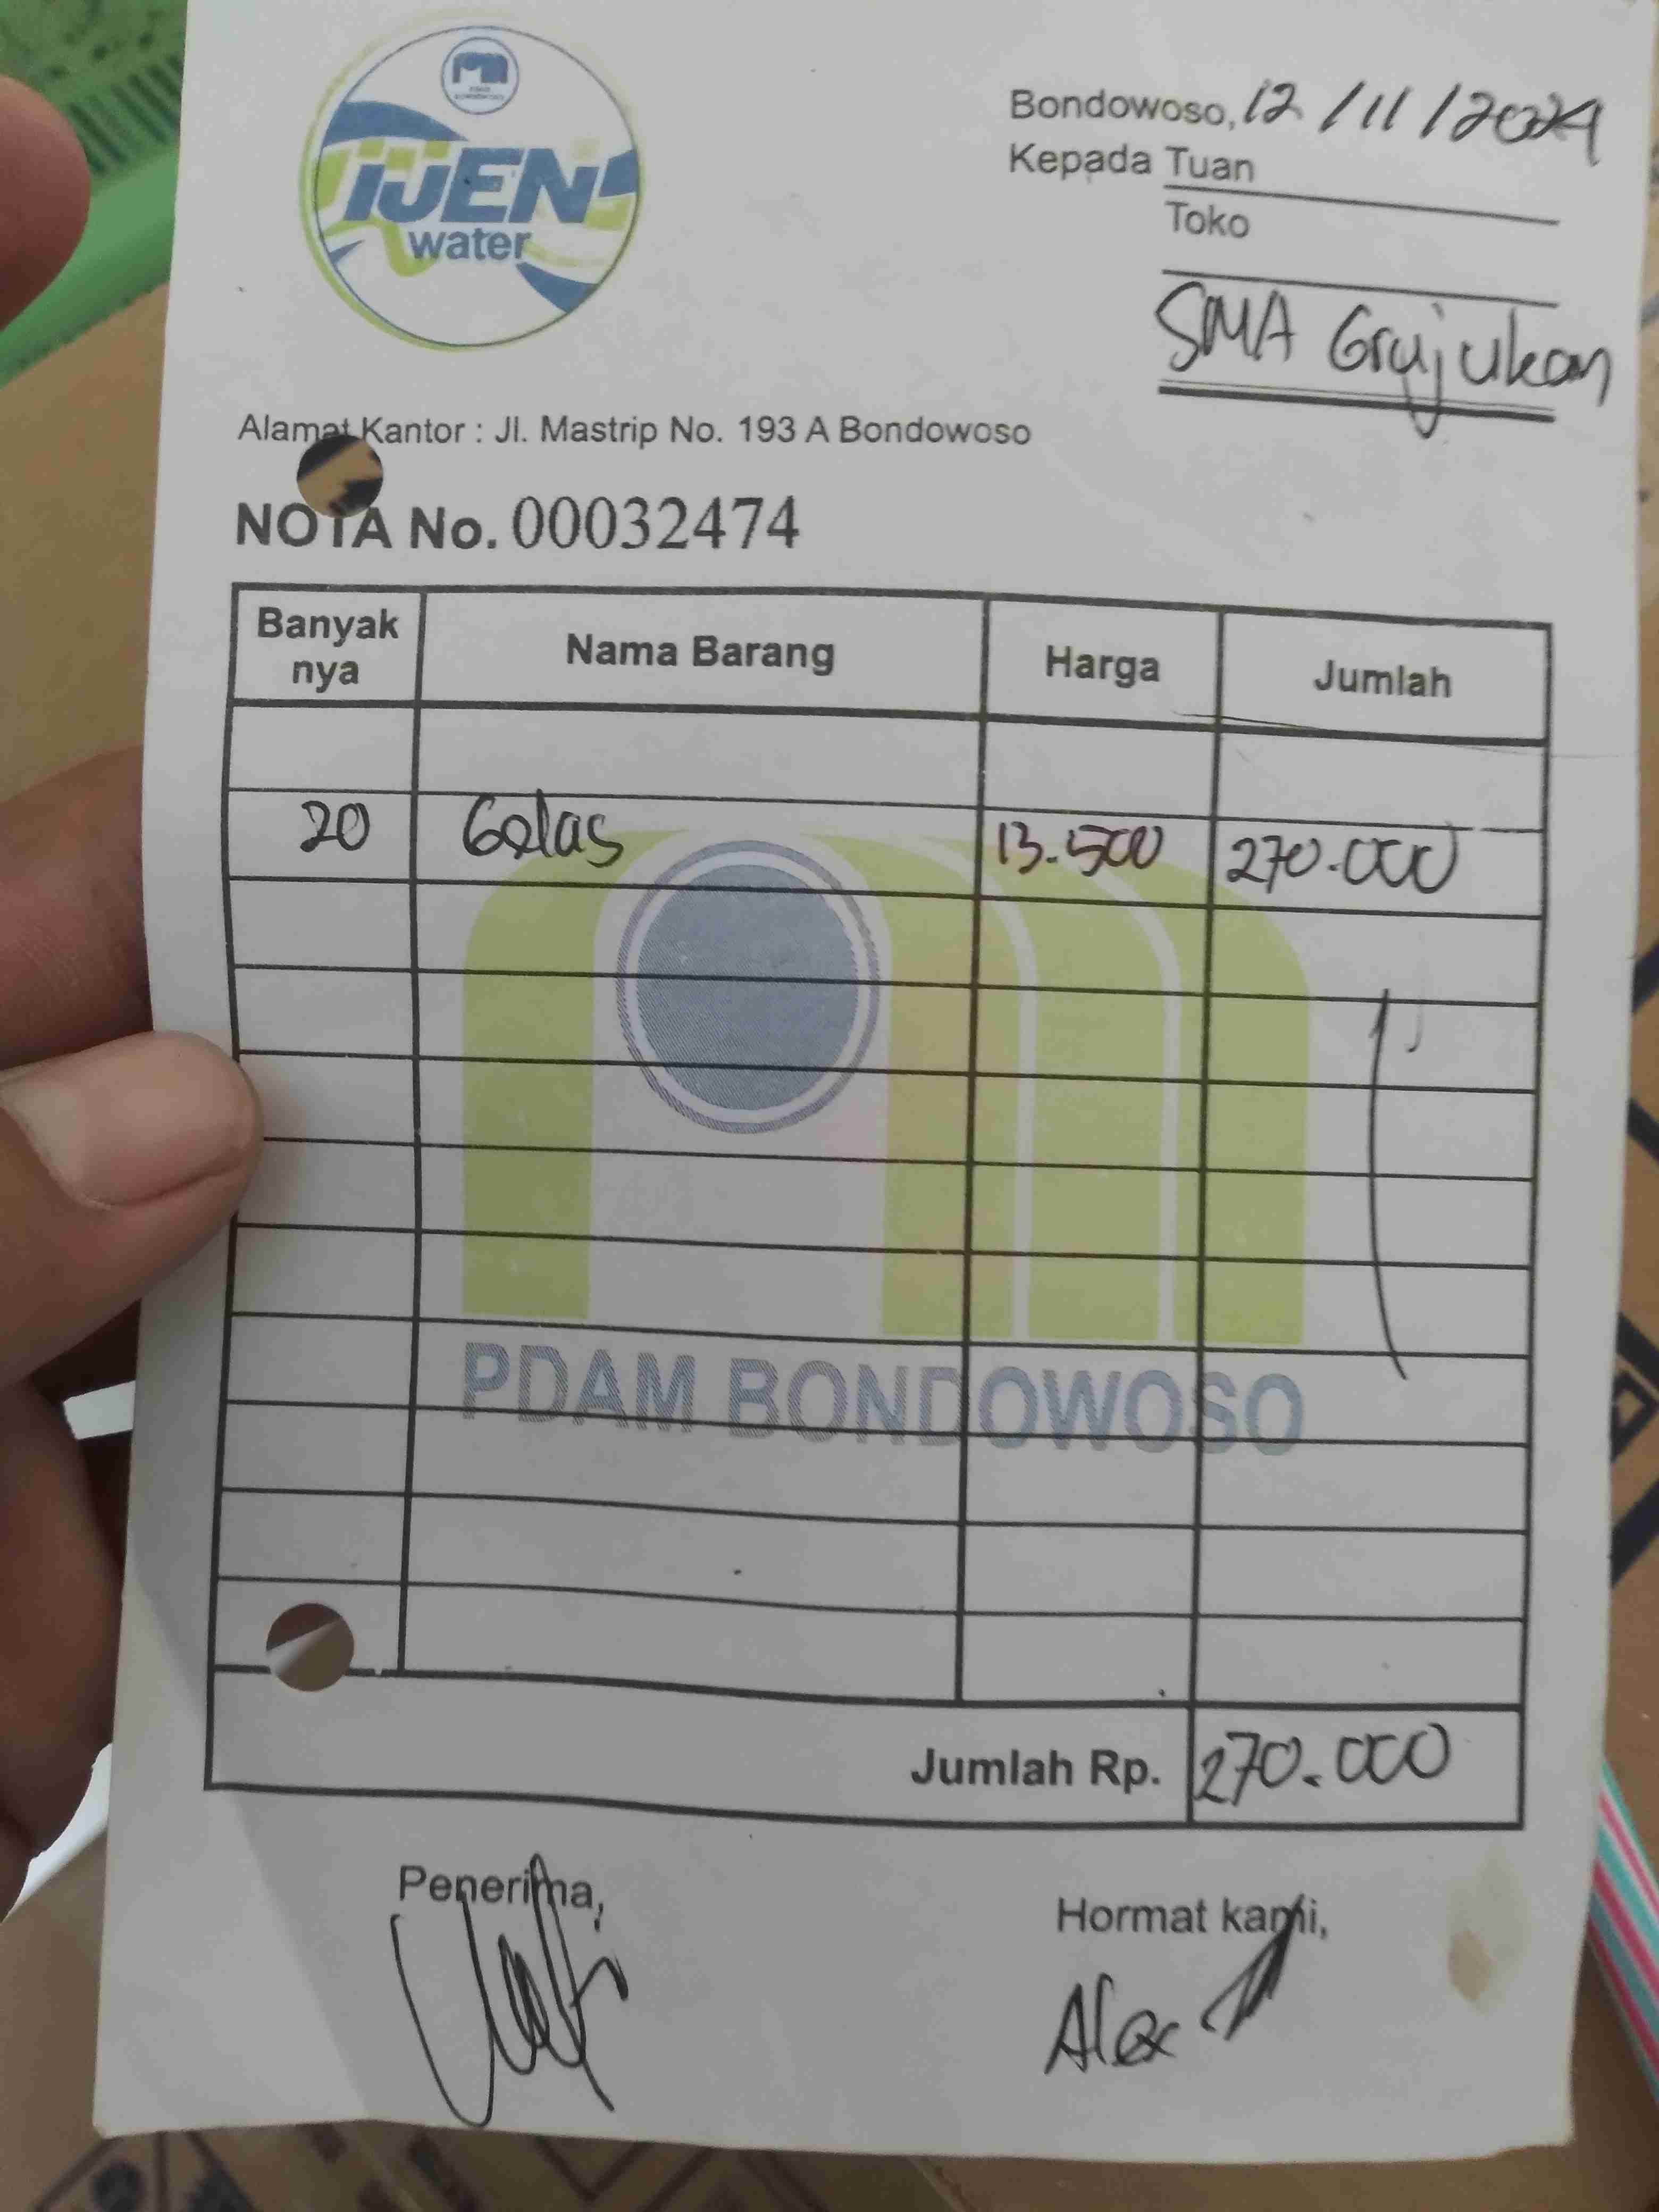 IJEN
water
Bondowoso, 12/11/2024
Kepada Tuan
Toko
SMA Grujukan
Alamat Kantor : Jl. Mastrip No. 193 A Bondowoso
NOTA No. 00032474
Banyak nya Nama Barang Harga Jumlah
20 Gelas 13.500 270.000
PDAM BONDOWOSO
Jumlah Rp. 270.000
Penerima, Hormat kami,
Alex